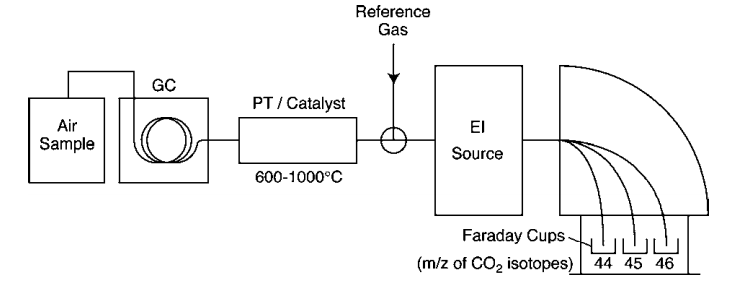 Reference
Gas
GC
PT / Catalyst
Air
Sample
EI
Source
600-1000°C
Faraday Cups
(m/z of CO₂ isotopes)
44 45 46